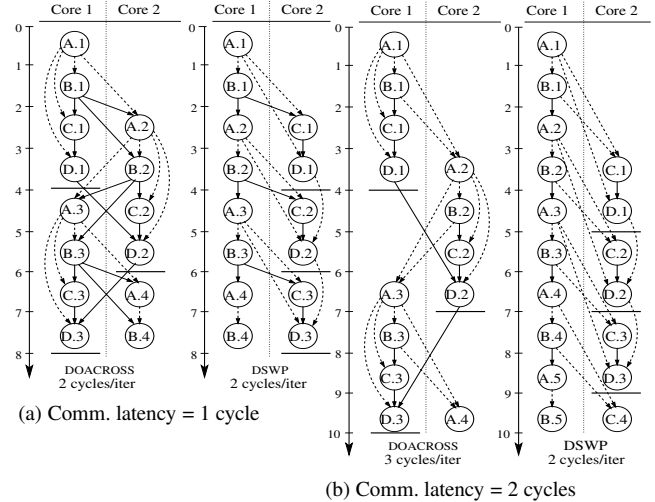 Core 1 Core 2 Core 1 Core 2
0
1
2
3
4
5
6
7
8
A.1
B.1
C.1 A.2
D.1 B.2
A.3 C.2
B.3 D.2
C.3 A.4
D.3 B.4
DOACROSS
2 cycles/iter
A.1
B.1
A.2 C.1
B.2 D.1
A.3 C.2
B.3 D.2
A.4 C.3
B.4 D.3
DSWP
2 cycles/iter
(a) Comm. latency = 1 cycle
Core 1 Core 2 Core 1 Core 2
0
1
2
3
4
5
6
7
8
9
10
A.1
B.1
C.1
D.1 A.2
B.2
C.2
A.3 D.2
B.3
C.3
D.3 A.4
DOACROSS
3 cycles/iter
A.1
B.1
A.2
B.2 C.1
A.3 D.1
B.3 C.2
A.4 D.2
B.4 C.3
A.5 D.3
B.5 C.4
DSWP
2 cycles/iter
(b) Comm. latency = 2 cycles